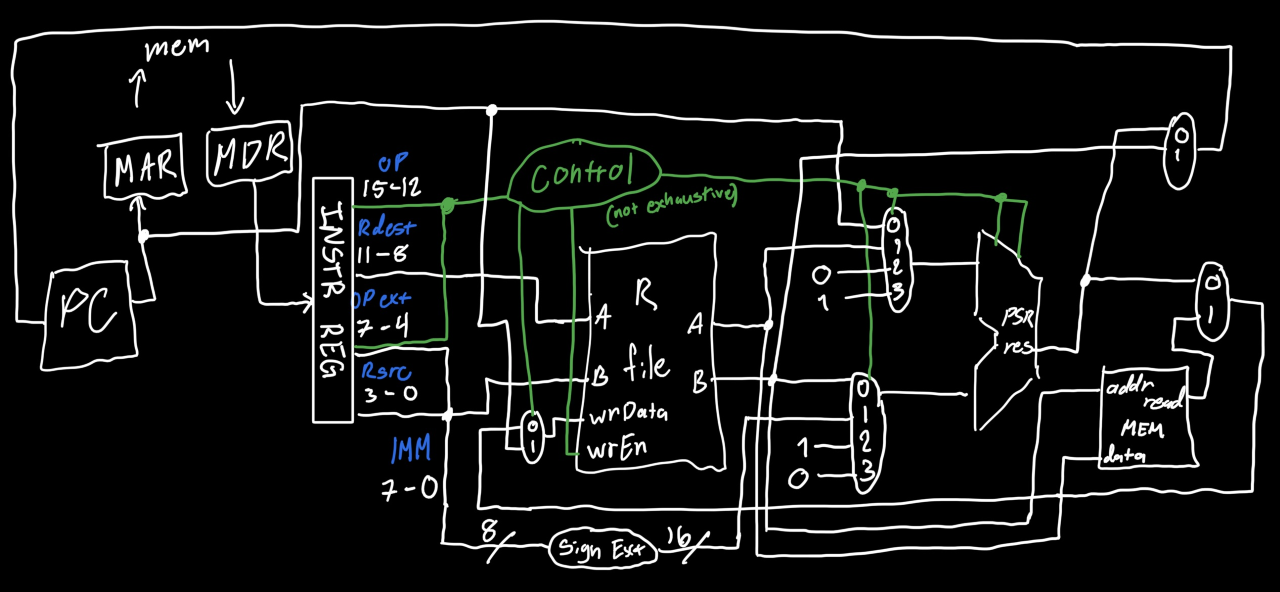 mem
MAR
MDR
PC
INSTR REG
OP
15-12
Rdest
11-8
OP ext
7-4
Rsrc
3-0
IMM
7-0
Control
(not exhaustive)
R
file
A
B
wrData
wrEn
A
B
0
1
8
Sign Ext
16
0
1
2
3
0
1
0
1
2
3
1
0
PSR
res
0
1
0
1
addr
read
MEM
data